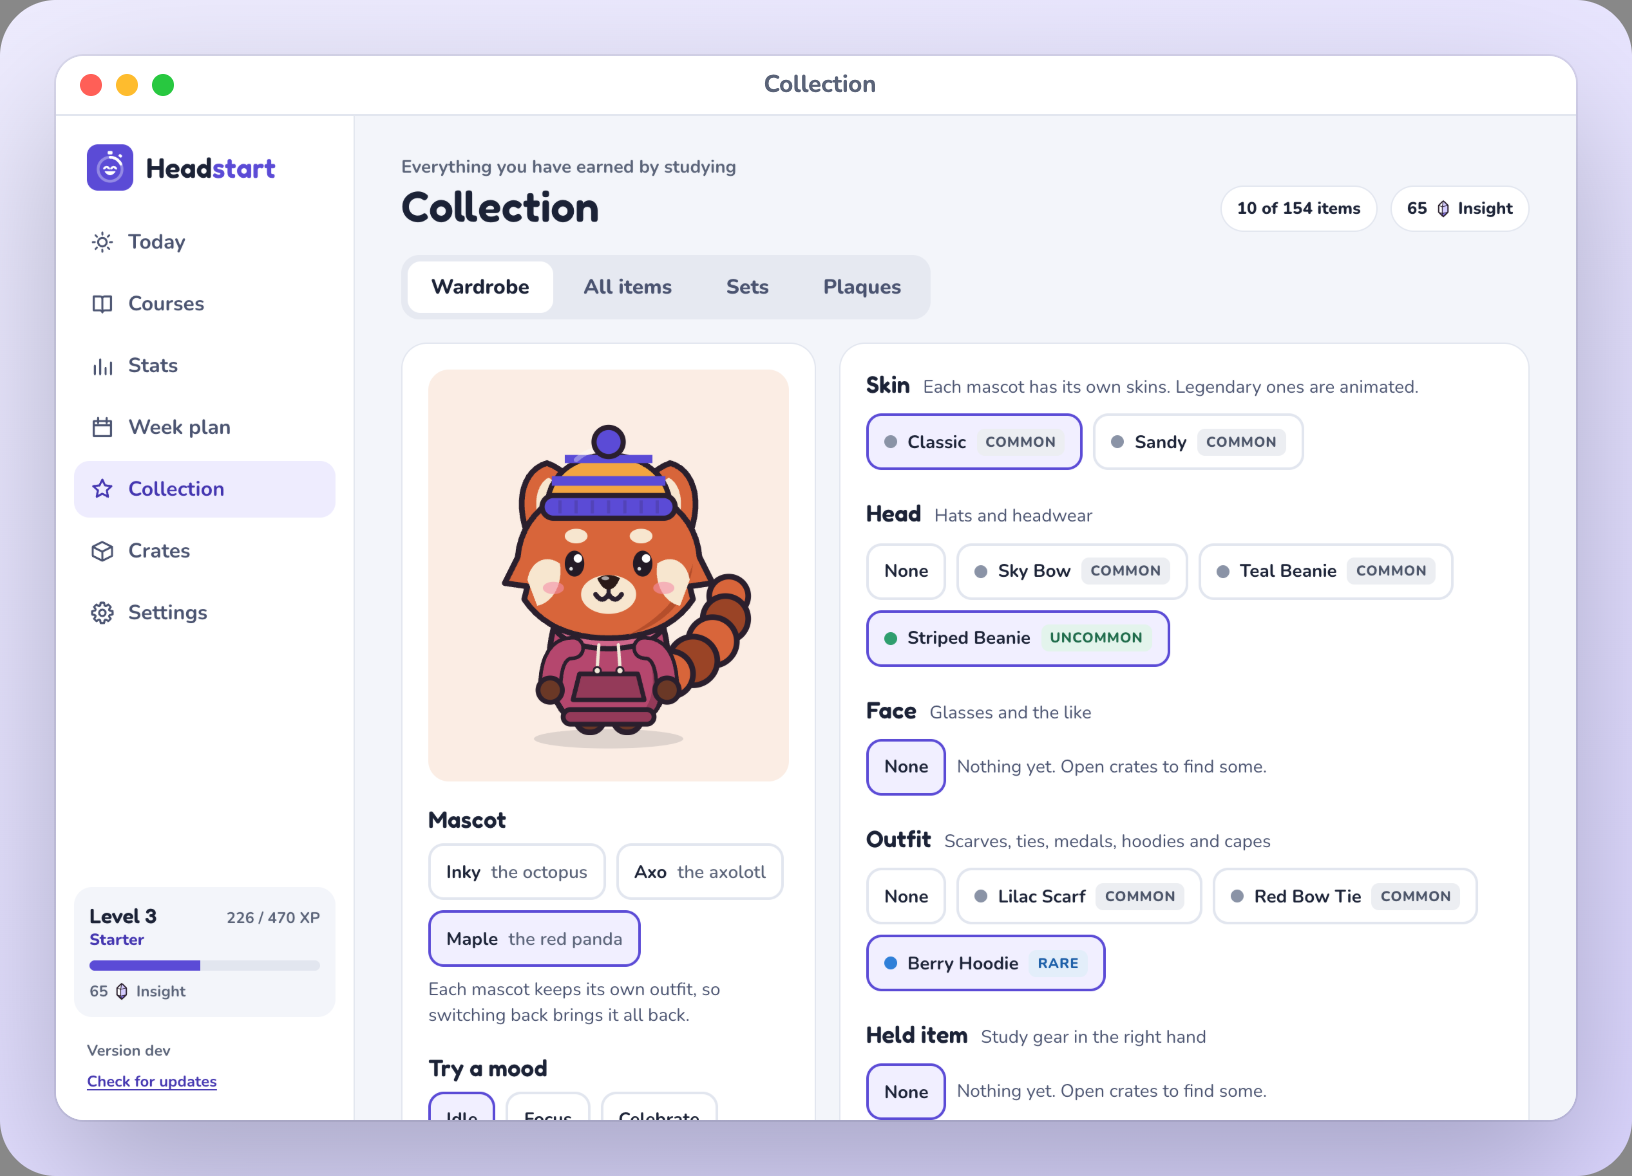 Collection
Headstart
Today
Courses
Stats
Week plan
Collection
Crates
Settings
Level 3
226 / 470 XP
Starter
65 Insight
Version dev
Check for updates
Everything you have earned by studying
Collection
10 of 154 items
65 Insight
Wardrobe All items Sets Plaques
Mascot
Inky the octopus
Axo the axolotl
Maple the red panda
Each mascot keeps its own outfit, so
switching back brings it all back.
Try a mood
Idle Focus Celebrate
Skin Each mascot has its own skins. Legendary ones are animated.
Classic COMMON
Sandy COMMON
Head Hats and headwear
None
Sky Bow COMMON
Teal Beanie COMMON
Striped Beanie UNCOMMON
Face Glasses and the like
None Nothing yet. Open crates to find some.
Outfit Scarves, ties, medals, hoodies and capes
None
Lilac Scarf COMMON
Red Bow Tie COMMON
Berry Hoodie RARE
Held item Study gear in the right hand
None Nothing yet. Open crates to find some.